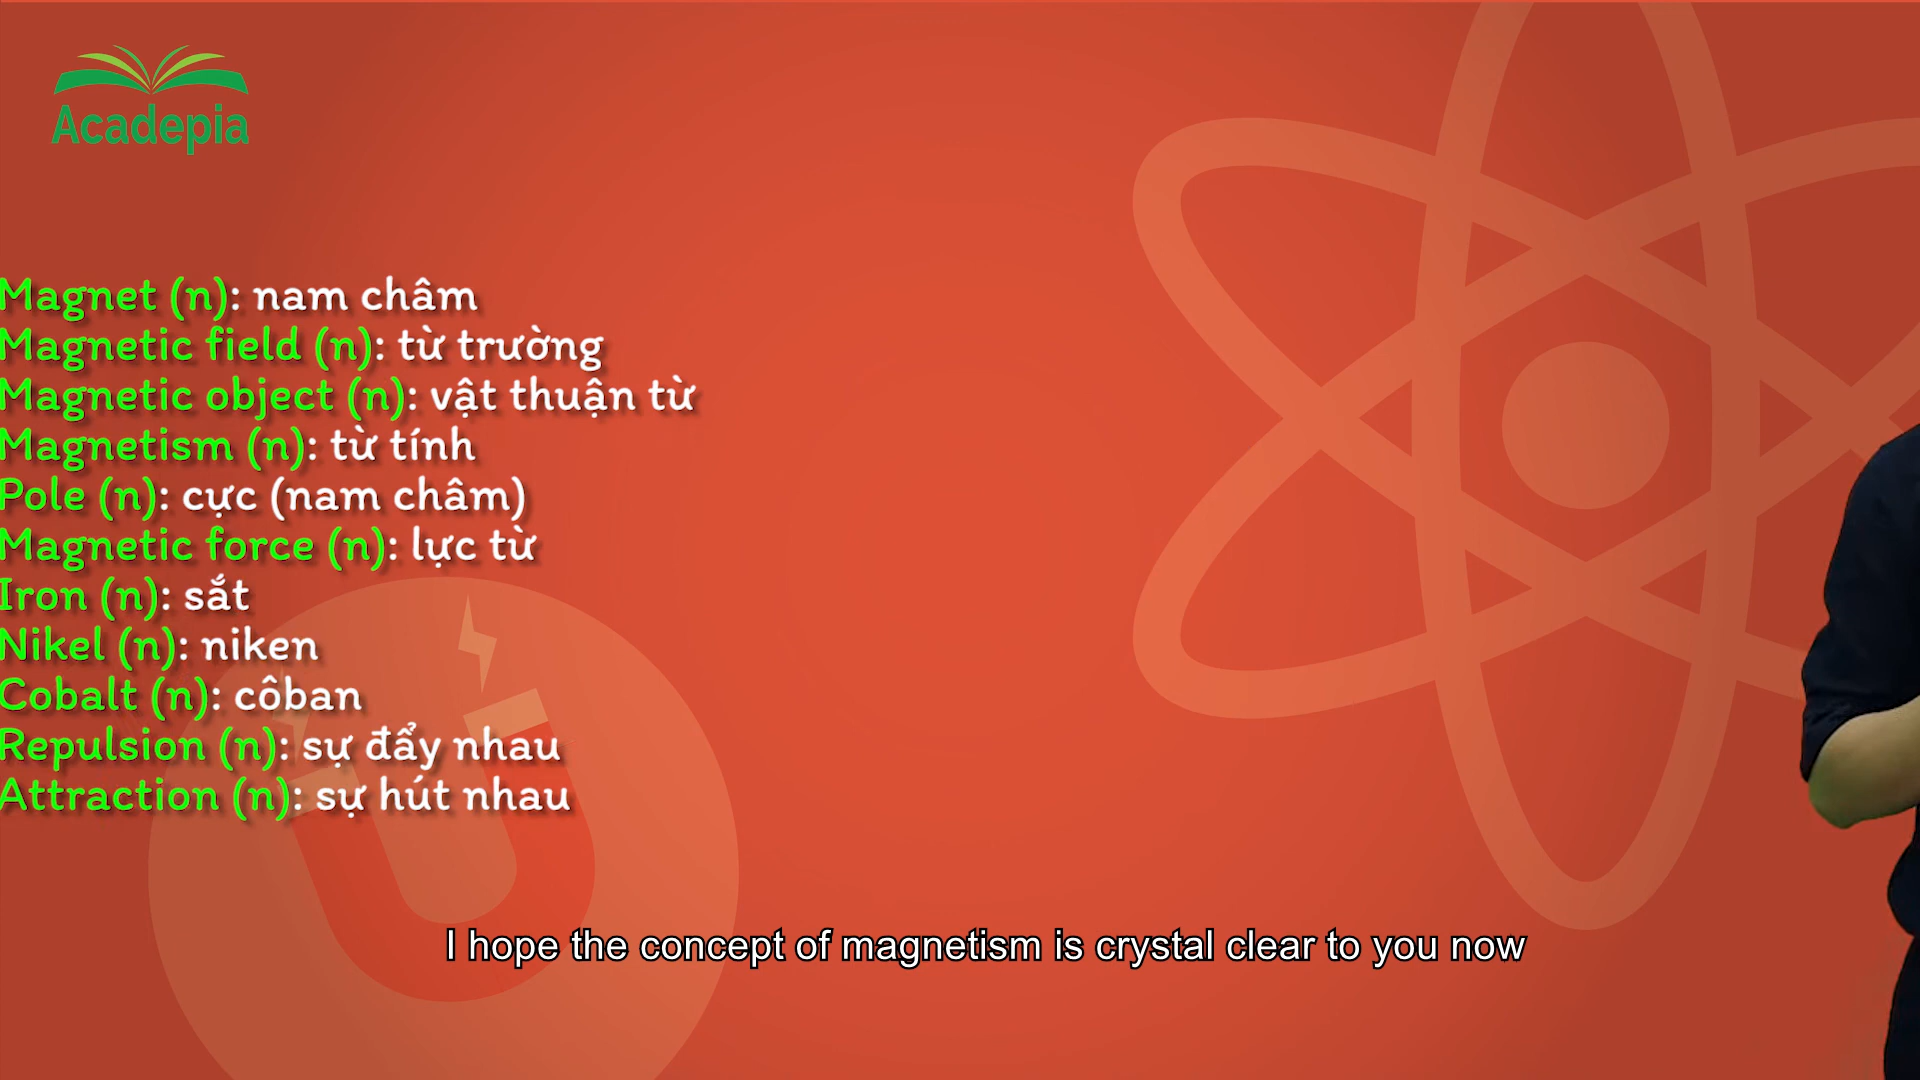 Acadepia
Magnet (n): nam châm
Magnetic field (n): từ trường
Magnetic object (n): vật thuận từ
Magnetism (n): từ tính
Pole (n): cực (nam châm)
Magnetic force (n): lực từ
Iron (n): sắt
Nikel (n): niken
Cobalt (n): côban
Repulsion (n): sự đẩy nhau
Attraction (n): sự hút nhau
I hope the concept of magnetism is crystal clear to you now